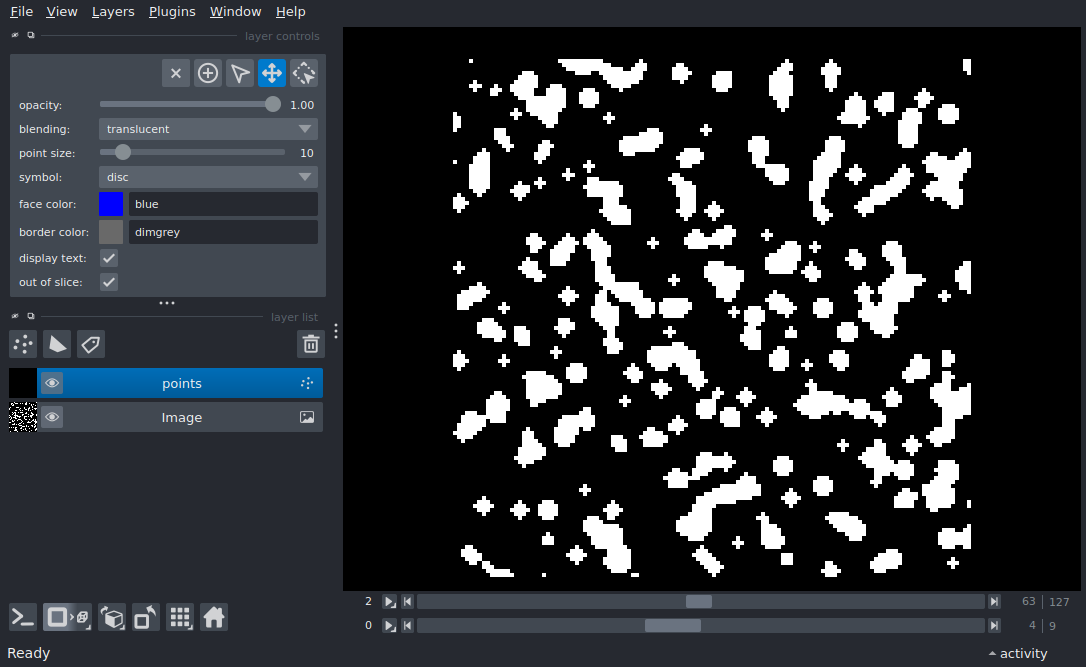 File View Layers Plugins Window Help
layer controls
opacity: 1.00
blending: translucent
point size: 10
symbol: disc
face color: blue
border color: dimgrey
display text:
out of slice:
layer list
points
Image
2 63 127
0 4 9
Ready activity